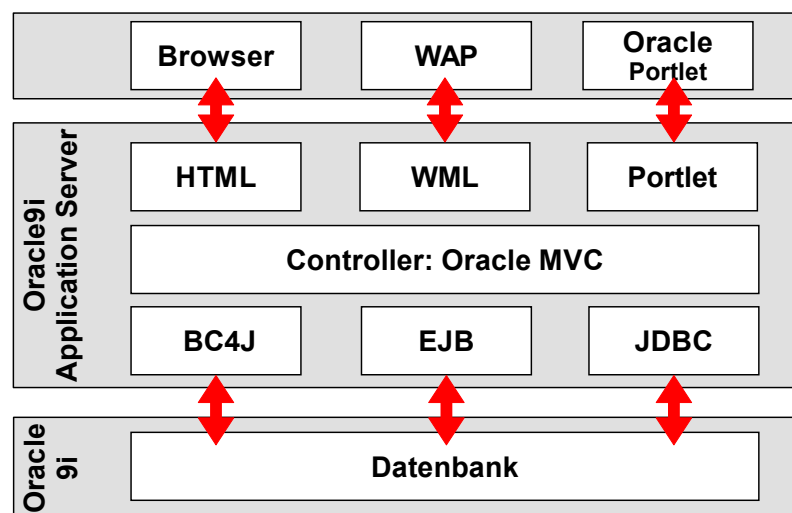 Browser
WAP
Oracle
Portlet
Oracle9i
Application Server
HTML
WML
Portlet
Controller: Oracle MVC
BC4J
EJB
JDBC
Oracle
9i
Datenbank